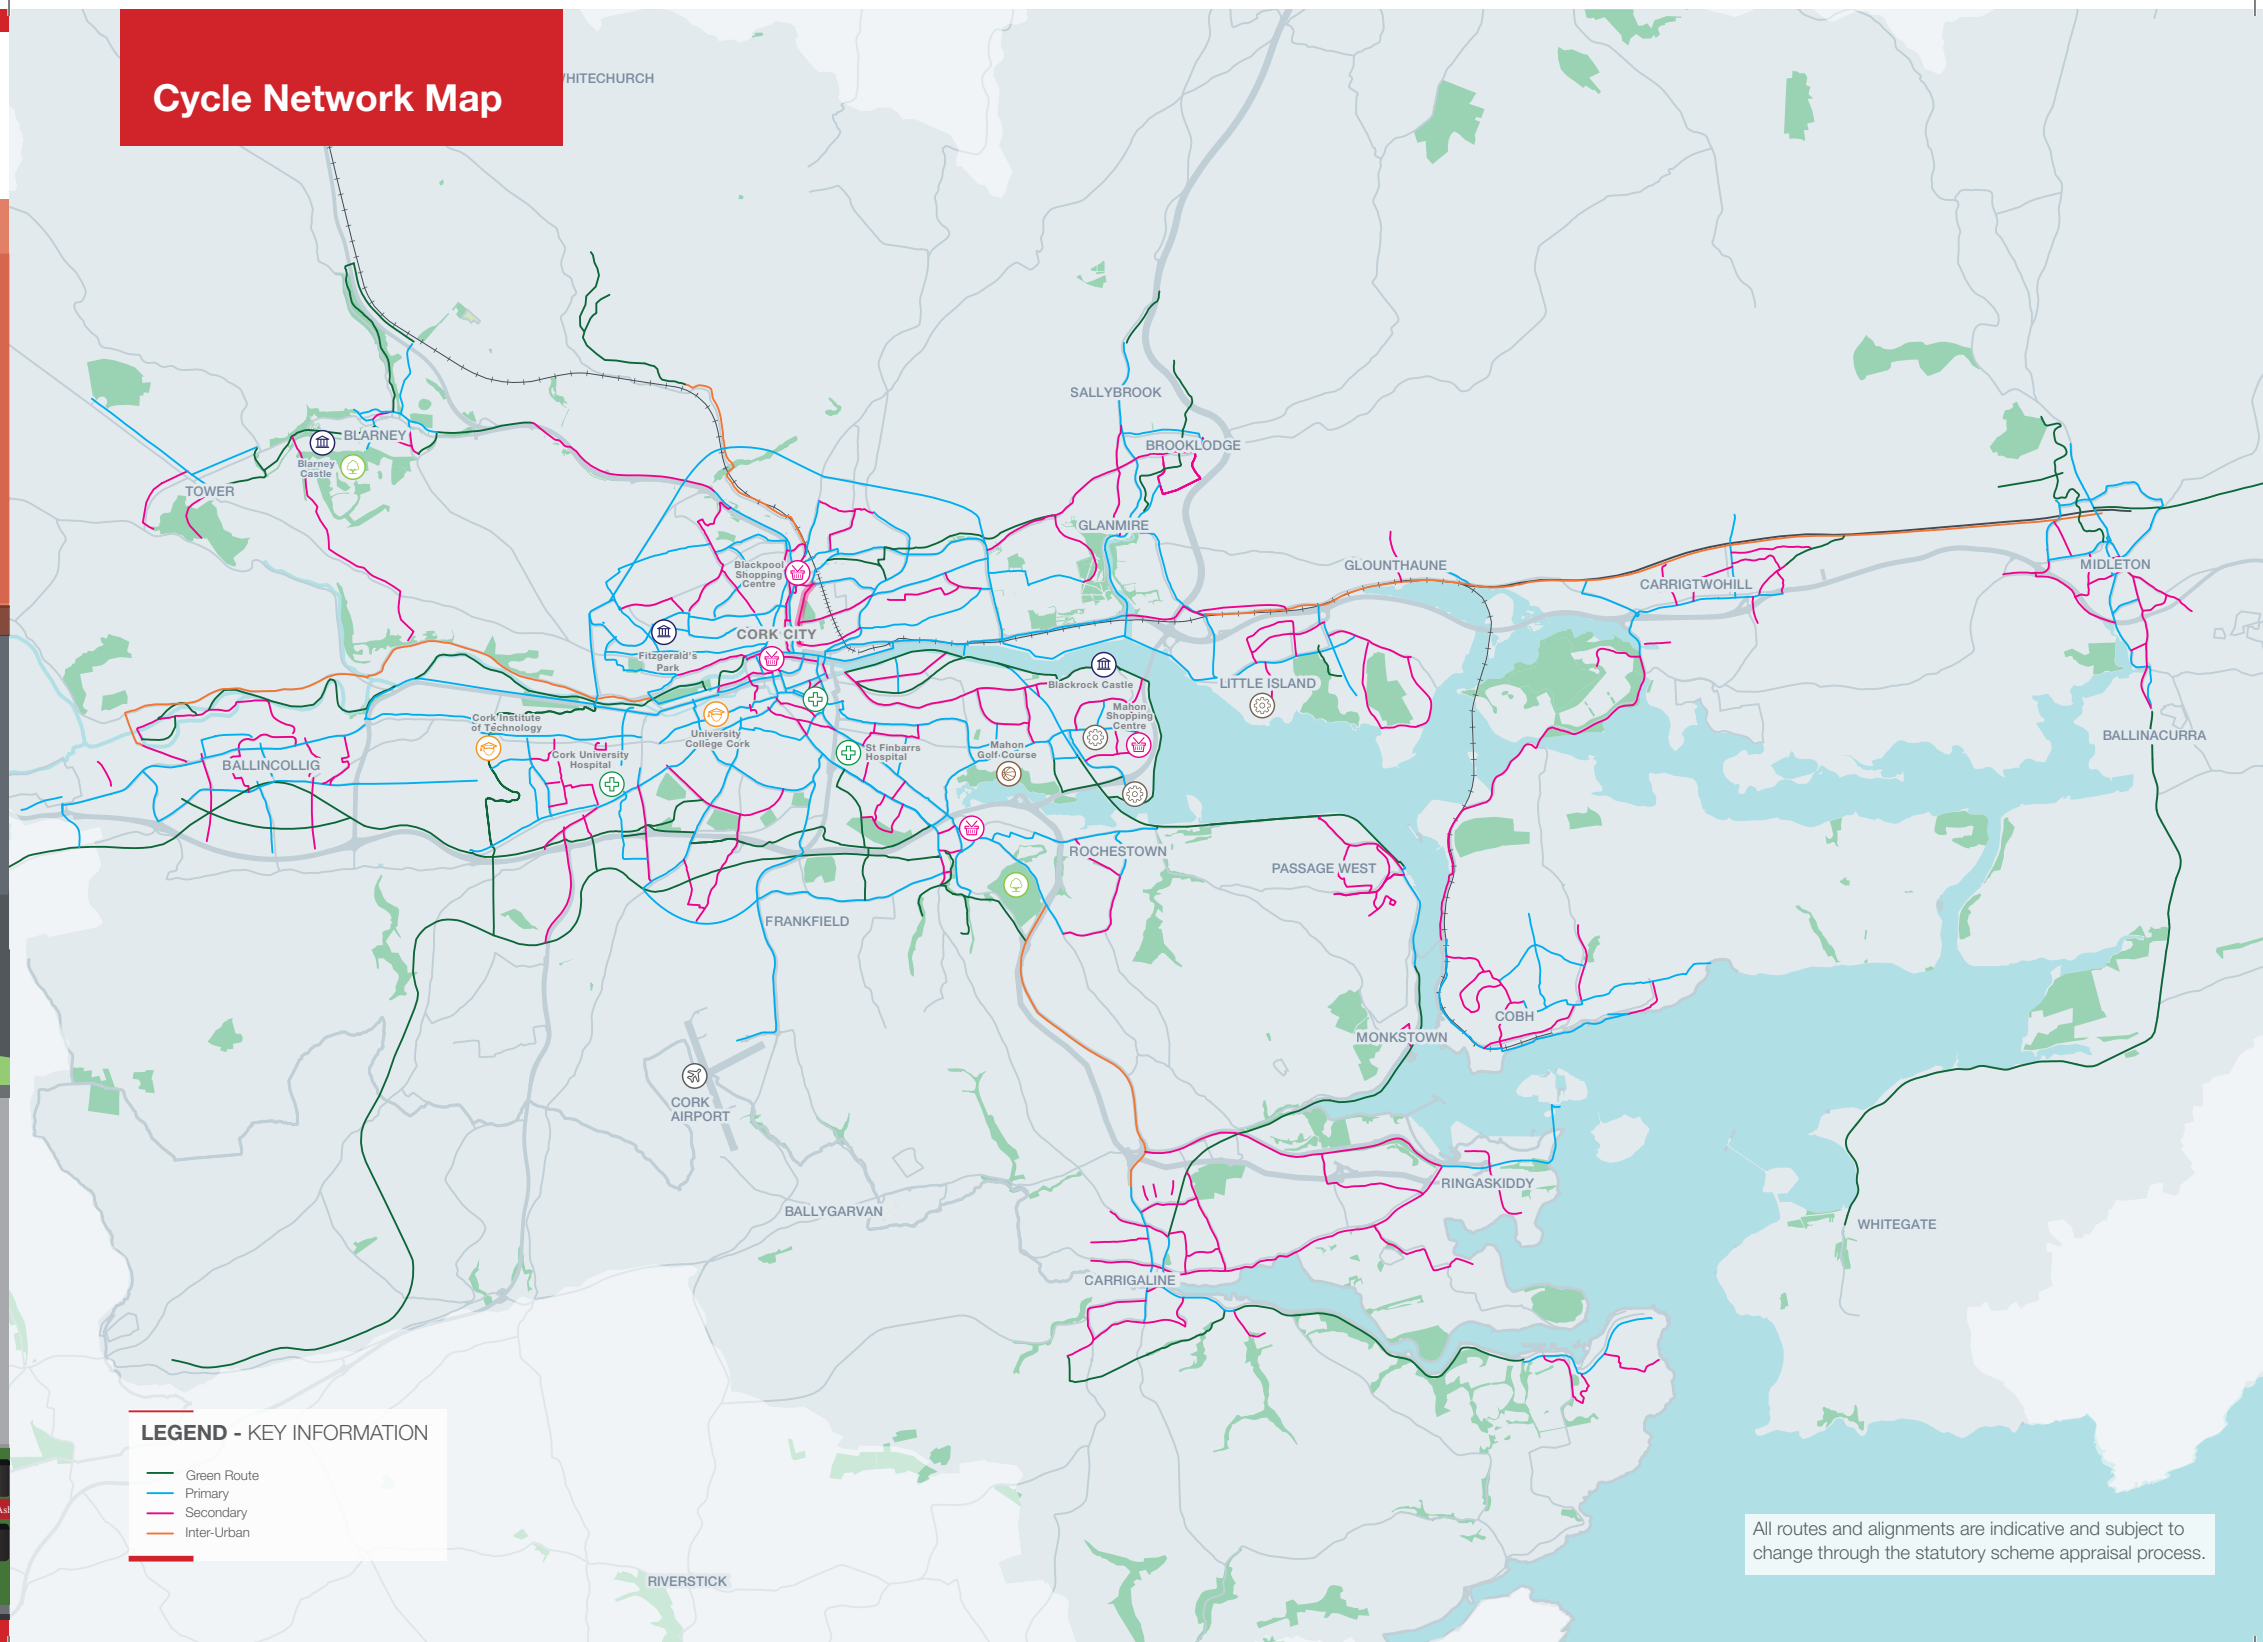 Cycle Network Map
HITECHURCH
SALLYBROOK
BLARNEY
BROOKLODGE
Blarney
Castle
TOWER
GLANMIRE
GLOUNTHAUNE
Blackpool
Shopping
Centre
CARRIGTWOHILL
MIDLETON
CORK CITY
Fitzgerald's
Park
Blackrock Castle
LITTLE ISLAND
Mahon
Shopping
Centre
Cork Institute
of Technology
University
College Cork
St Finbarrs
Hospital
Mahon
Golf Course
BALLINACURRA
Cork University
Hospital
BALLINCOLLIG
ROCHESTOWN
PASSAGE WEST
FRANKFIELD
COBH
MONKSTOWN
CORK
AIRPORT
RINGASKIDDY
BALLYGARVAN
WHITEGATE
CARRIGALINE
LEGEND - KEY INFORMATION
Green Route
Primary
Secondary
Inter-Urban
All routes and alignments are indicative and subject to
change through the statutory scheme appraisal process.
RIVERSTICK